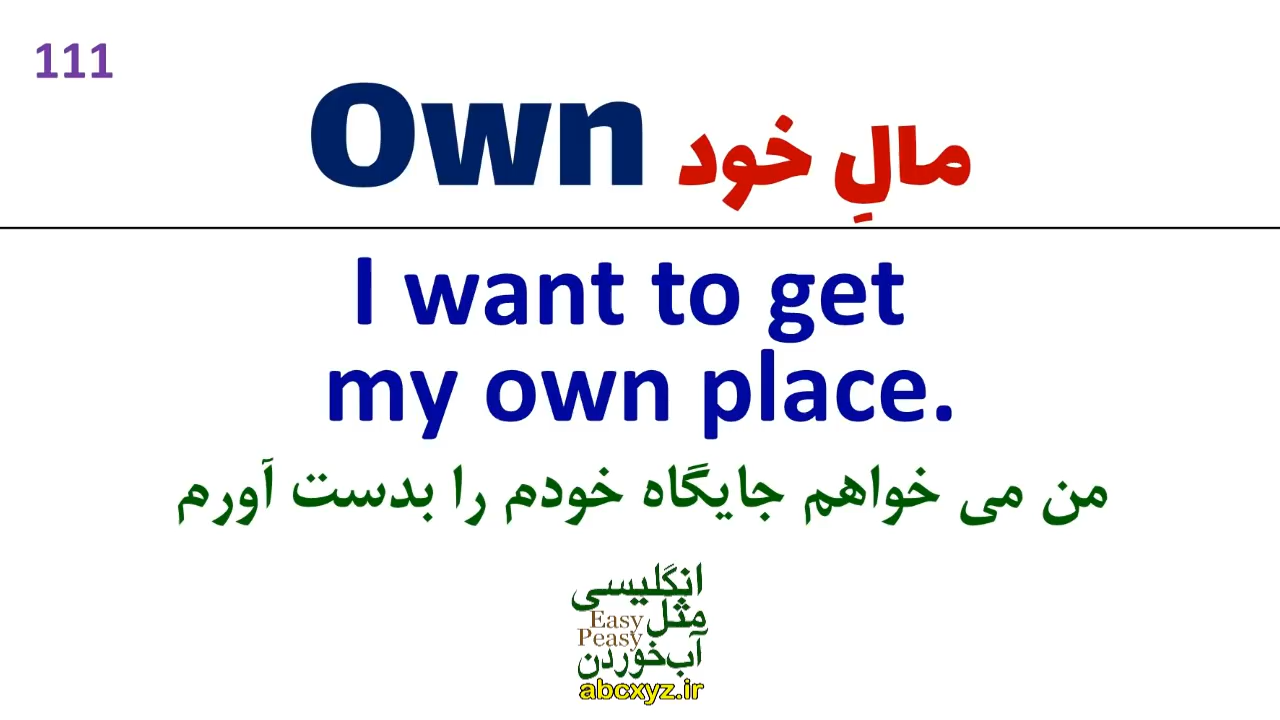 111
Own مالِ خود
I want to get
my own place.
من می خواهم جایگاه خودم را بدست آورم
انگلیسی
مثل Easy
Peasy
آب‌خوردن
abcxyz.ir